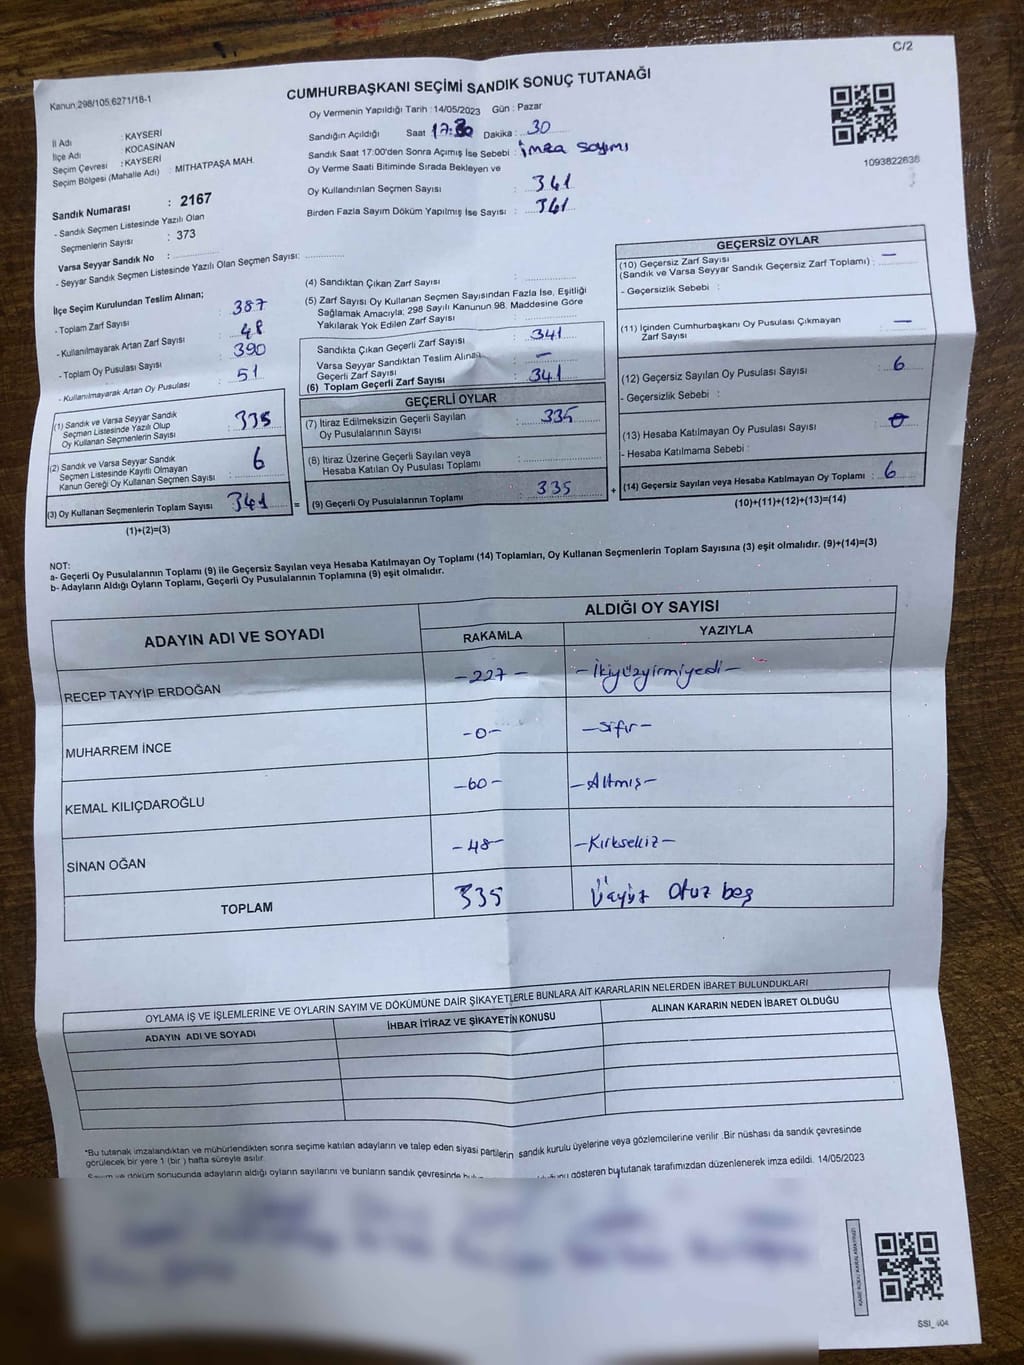 C/2
Kanun:298/105,6271/18-1
CUMHURBAŞKANI SEÇİMİ SANDIK SONUÇ TUTANAĞI
1093822636
İl Adı : KAYSERİ
İlçe Adı : KOCASİNAN
Seçim Çevresi : KAYSERİ
Seçim Bölgesi (Mahalle Adı) : MİTHATPAŞA MAH.
Sandık Numarası : 2167
- Sandık Seçmen Listesinde Yazılı Olan
Seçmenlerin Sayısı : 373
Varsa Seyyar Sandık No :
- Seyyar Sandık Seçmen Listesinde Yazılı Olan Seçmen Sayısı:
Oy Vermenin Yapıldığı Tarih : 14/05/2023 Gün : Pazar
Sandığın Açıldığı Saat 17:30 Dakika : 30
Sandık Saat 17:00'den Sonra Açımış İse Sebebi : İmza Sayımı
Oy Verme Saati Bitiminde Sırada Bekleyen ve
Oy Kullandırılan Seçmen Sayısı : 341
Birden Fazla Sayım Döküm Yapılmış İse Sayısı : 341
İlçe Seçim Kurulundan Teslim Alınan;
- Toplam Zarf Sayısı : 387
- Kullanılmayarak Artan Zarf Sayısı : 48
- Toplam Oy Pusulası Sayısı : 390
- Kullanılmayarak Artan Oy Pusulası : 51
(1) Sandık ve Varsa Seyyar Sandık
Seçmen Listesinde Yazılı Olup
Oy Kullanan Seçmenlerin Sayısı : 335
(2) Sandık ve Varsa Seyyar Sandık
Seçmen Listesinde Kayıtlı Olmayan
Kanun Gereği Oy Kullanan Seçmen Sayısı : 6
(3) Oy Kullanan Seçmenlerin Toplam Sayısı : 341 =
(1)+(2)=(3)
(4) Sandıktan Çıkan Zarf Sayısı :
(5) Zarf Sayısı Oy Kullanan Seçmen Sayısından Fazla İse, Eşitliği
Sağlamak Amacıyla; 298 Sayılı Kanunun 98. Maddesine Göre
Yakılarak Yok Edilen Zarf Sayısı :
Sandıkta Çıkan Geçerli Zarf Sayısı : 341
Varsa Seyyar Sandıktan Teslim Alınan
Geçerli Zarf Sayısı : —
(6) Toplam Geçerli Zarf Sayısı : 341
GEÇERLİ OYLAR
(7) İtiraz Edilmeksizin Geçerli Sayılan
Oy Pusulalarının Sayısı : 335
(8) İtiraz Üzerine Geçerli Sayılan veya
Hesaba Katılan Oy Pusulası Toplamı :
(9) Geçerli Oy Pusulalarının Toplamı : 335 +
GEÇERSİZ OYLAR
(10) Geçersiz Zarf Sayısı
(Sandık ve Varsa Seyyar Sandık Geçersiz Zarf Toplamı) : —
- Geçersizlik Sebebi :
(11) İçinden Cumhurbaşkanı Oy Pusulası Çıkmayan
Zarf Sayısı : —
(12) Geçersiz Sayılan Oy Pusulası Sayısı : 6
- Geçersizlik Sebebi :
(13) Hesaba Katılmayan Oy Pusulası Sayısı : 0
- Hesaba Katılmama Sebebi :
(14) Geçersiz Sayılan veya Hesaba Katılmayan Oy Toplamı : 6
(10)+(11)+(12)+(13)=(14)
NOT:
a- Geçerli Oy Pusulalarının Toplamı (9) ile Geçersiz Sayılan veya Hesaba Katılmayan Oy Toplamı (14) Toplamları, Oy Kullanan Seçmenlerin Toplam Sayısına (3) eşit olmalıdır. (9)+(14)=(3)
b- Adayların Aldığı Oyların Toplamı, Geçerli Oy Pusulalarının Toplamına (9) eşit olmalıdır.
ADAYIN ADI VE SOYADI ALDIĞI OY SAYISI
RAKAMLA YAZIYLA
RECEP TAYYİP ERDOĞAN -227- -İkiyüzyirmiyedi-
MUHARREM İNCE -0- -Sıfır-
KEMAL KILIÇDAROĞLU -60- -Altmış-
SİNAN OĞAN -48- -Kırksekiz-
TOPLAM 335 Üçyüz otuz beş
OYLAMA İŞ VE İŞLEMLERİNE VE OYLARIN SAYIM VE DÖKÜMÜNE DAİR ŞİKAYETLERLE BUNLARA AİT KARARLARIN NELERDEN İBARET BULUNDUKLARI
ADAYIN ADI VE SOYADI İHBAR İTİRAZ VE ŞİKAYETİN KONUSU ALINAN KARARIN NEDEN İBARET OLDUĞU
*Bu tutanak imzalandıktan ve mühürlendikten sonra seçime katılan adayların ve talep eden siyasi partilerin sandık kurulu üyelerine veya gözlemcilerine verilir .Bir nüshası da sandık çevresinde
görülecek bir yere 1 (bir ) hafta süreyle asılır.
Sayım ve döküm sonucunda adayların aldığı oyların sayılarını ve bunların sandık çevresinde gösteren bu tutanak tarafımızdan düzenlenerek imza edildi. 14/05/2023